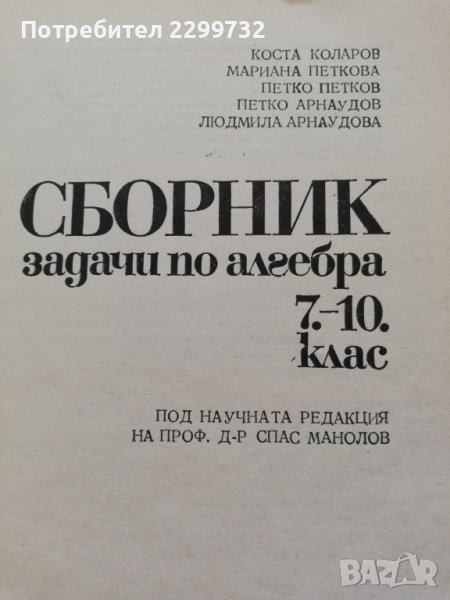 Потребител 2299732
КОСТА КОЛАРОВ
МАРИАНА ПЕТКОВА
ПЕТКО ПЕТКОВ
ПЕТКО АРНАУДОВ
ЛЮДМИЛА АРНАУДОВА
СБОРНИК
задачи по алгебра
7.—10.
клас
ПОД НАУЧНАТА РЕДАКЦИЯ
НА ПРОФ. Д-Р СПАС МАНОЛОВ
BAZAR